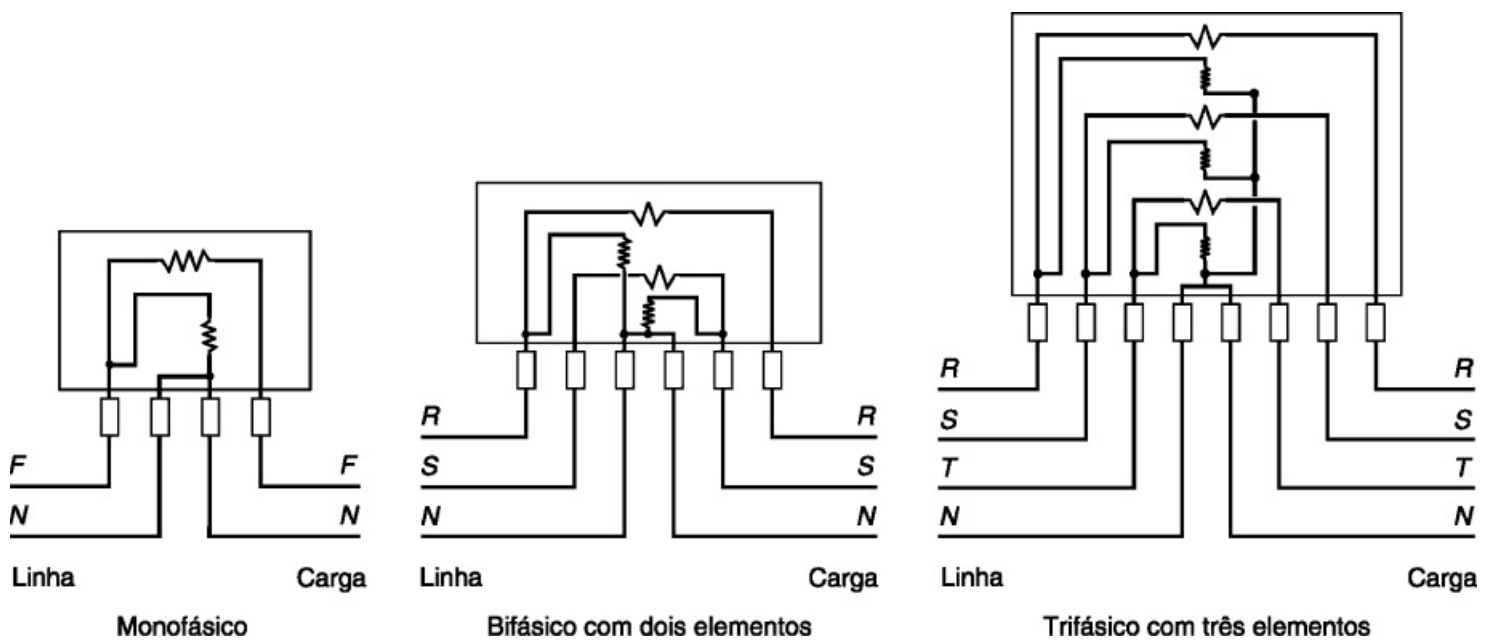 F F
N N
Linha Carga
Monofásico
R R
S S
N N
Linha Carga
Bifásico com dois elementos
R R
S S
T T
N N
Linha Carga
Trifásico com três elementos